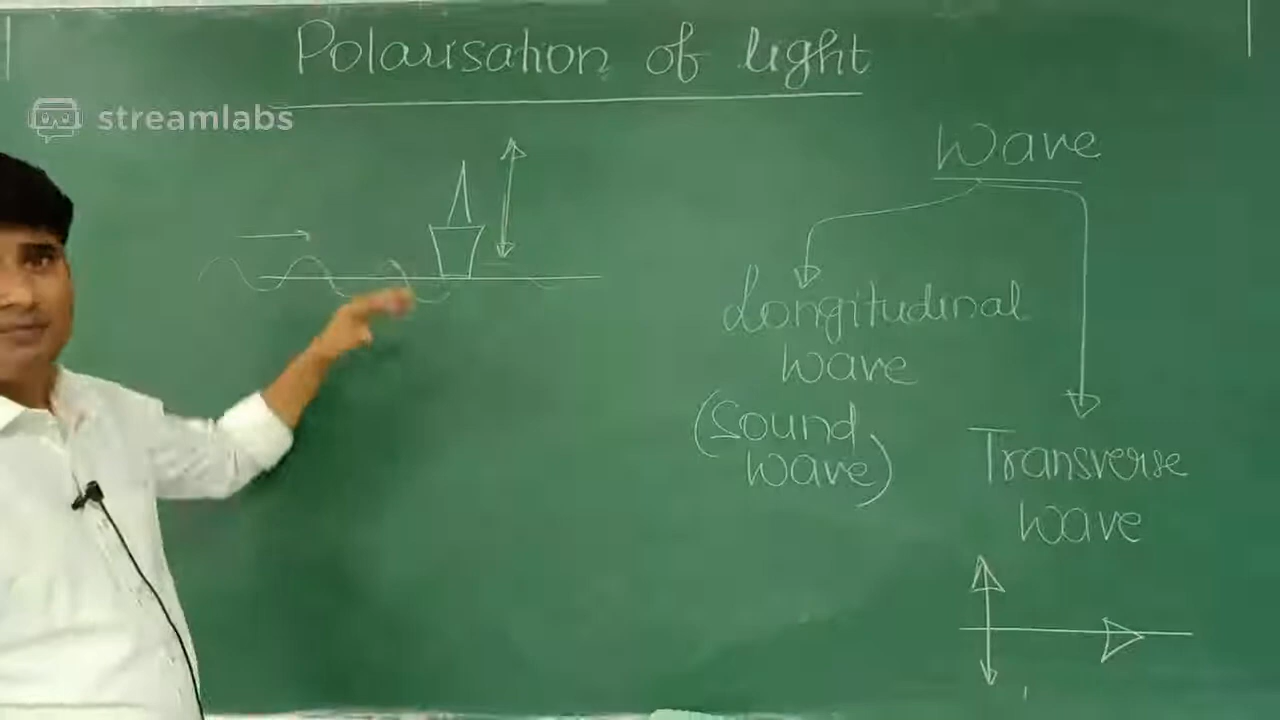 Polarisation of light
streamlabs
Wave
Longitudinal
wave
(Sound
wave)
Transverse
wave